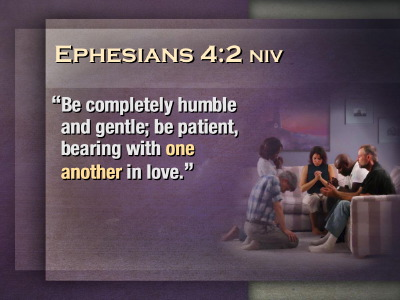 EPHESIANS 4:2 NIV
“Be completely humble
and gentle; be patient,
bearing with one
another in love.”